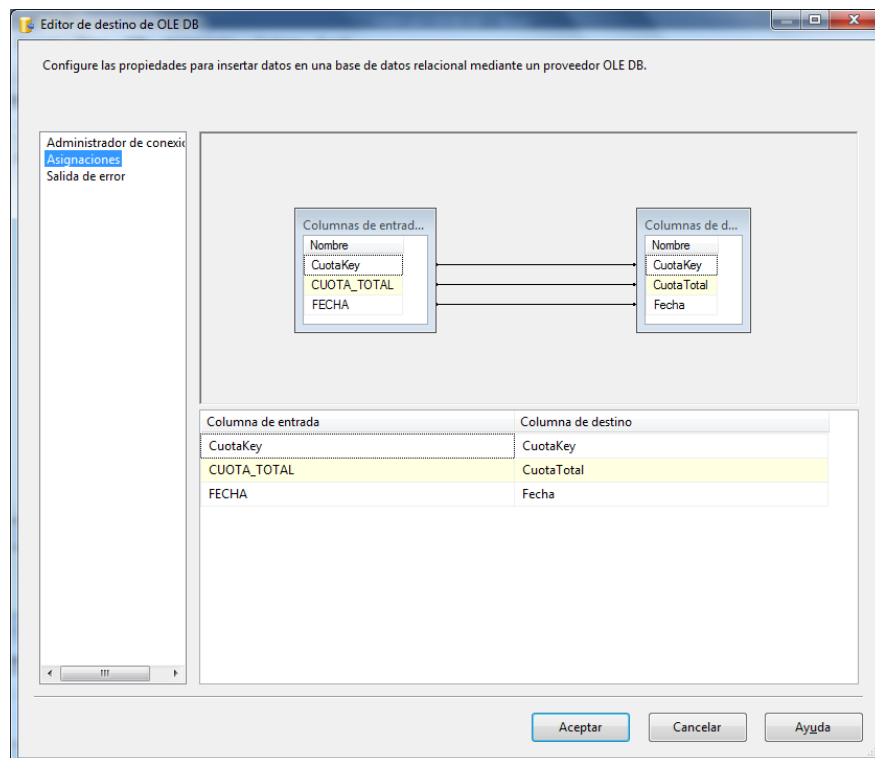 Editor de destino de OLE DB
Configure las propiedades para insertar datos en una base de datos relacional mediante un proveedor OLE DB.
Administrador de conexic
Asignaciones
Salida de error
Columnas de entrad...
Nombre
CuotaKey
CUOTA_TOTAL
FECHA
Columnas de d...
Nombre
CuotaKey
CuotaTotal
Fecha
Columna de entrada Columna de destino
CuotaKey CuotaKey
CUOTA_TOTAL CuotaTotal
FECHA Fecha
Aceptar Cancelar Ayuda